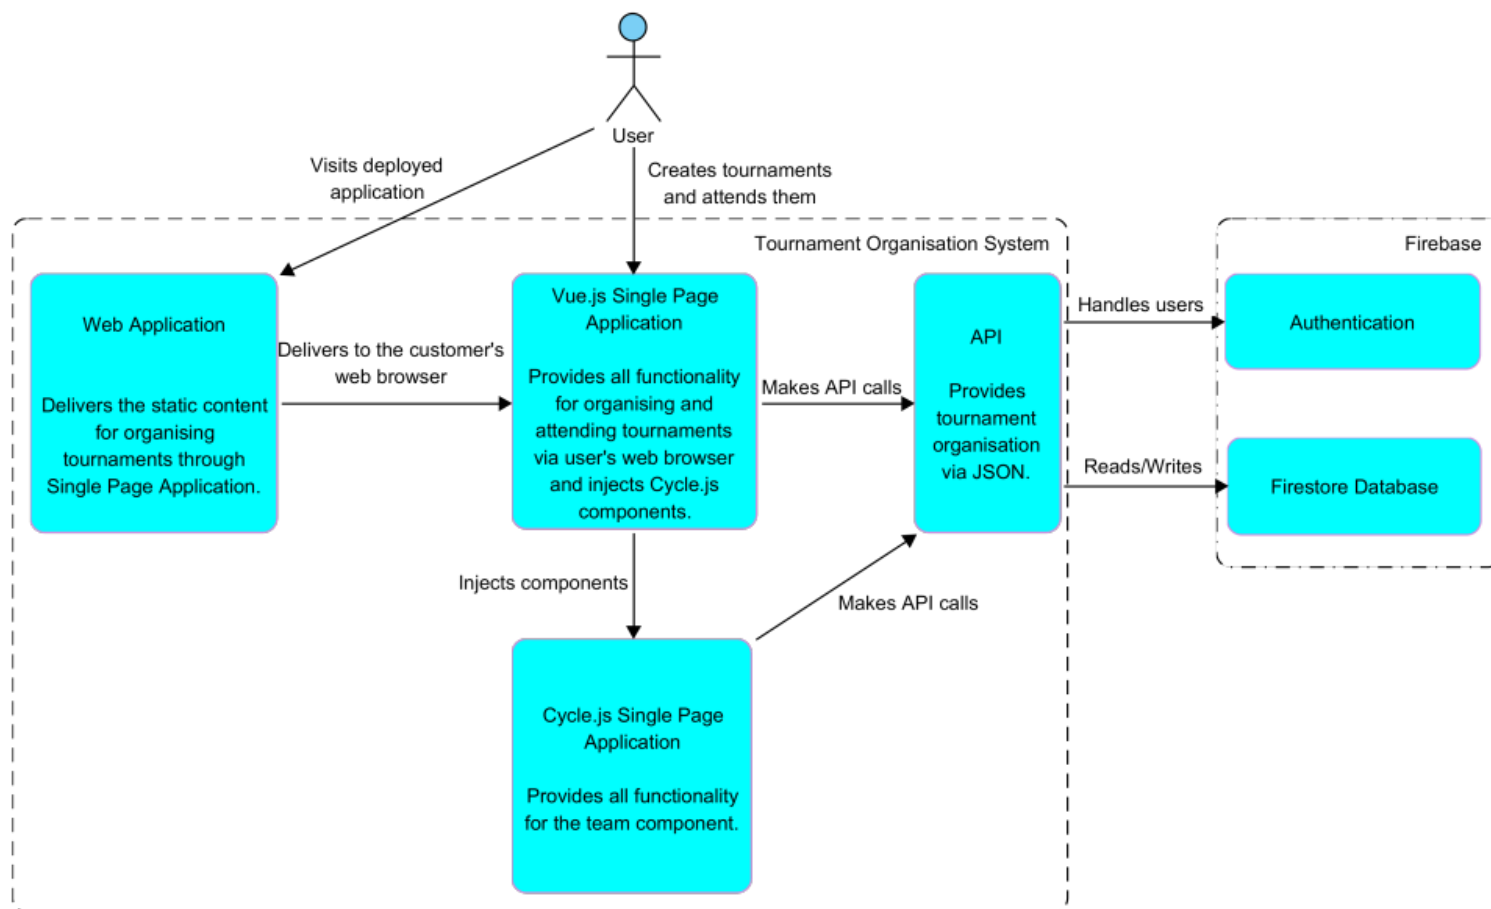 User
Visits deployed
application
Creates tournaments
and attends them
Tournament Organisation System
Firebase
Web Application
Delivers the static content
for organising
tournaments through
Single Page Application.
Delivers to the customer's
web browser
Vue.js Single Page
Application
Provides all functionality
for organising and
attending tournaments
via user's web browser
and injects Cycle.js
components.
Makes API calls
API
Provides
tournament
organisation
via JSON.
Handles users
Authentication
Reads/Writes
Firestore Database
Injects components
Makes API calls
Cycle.js Single Page
Application
Provides all functionality
for the team component.